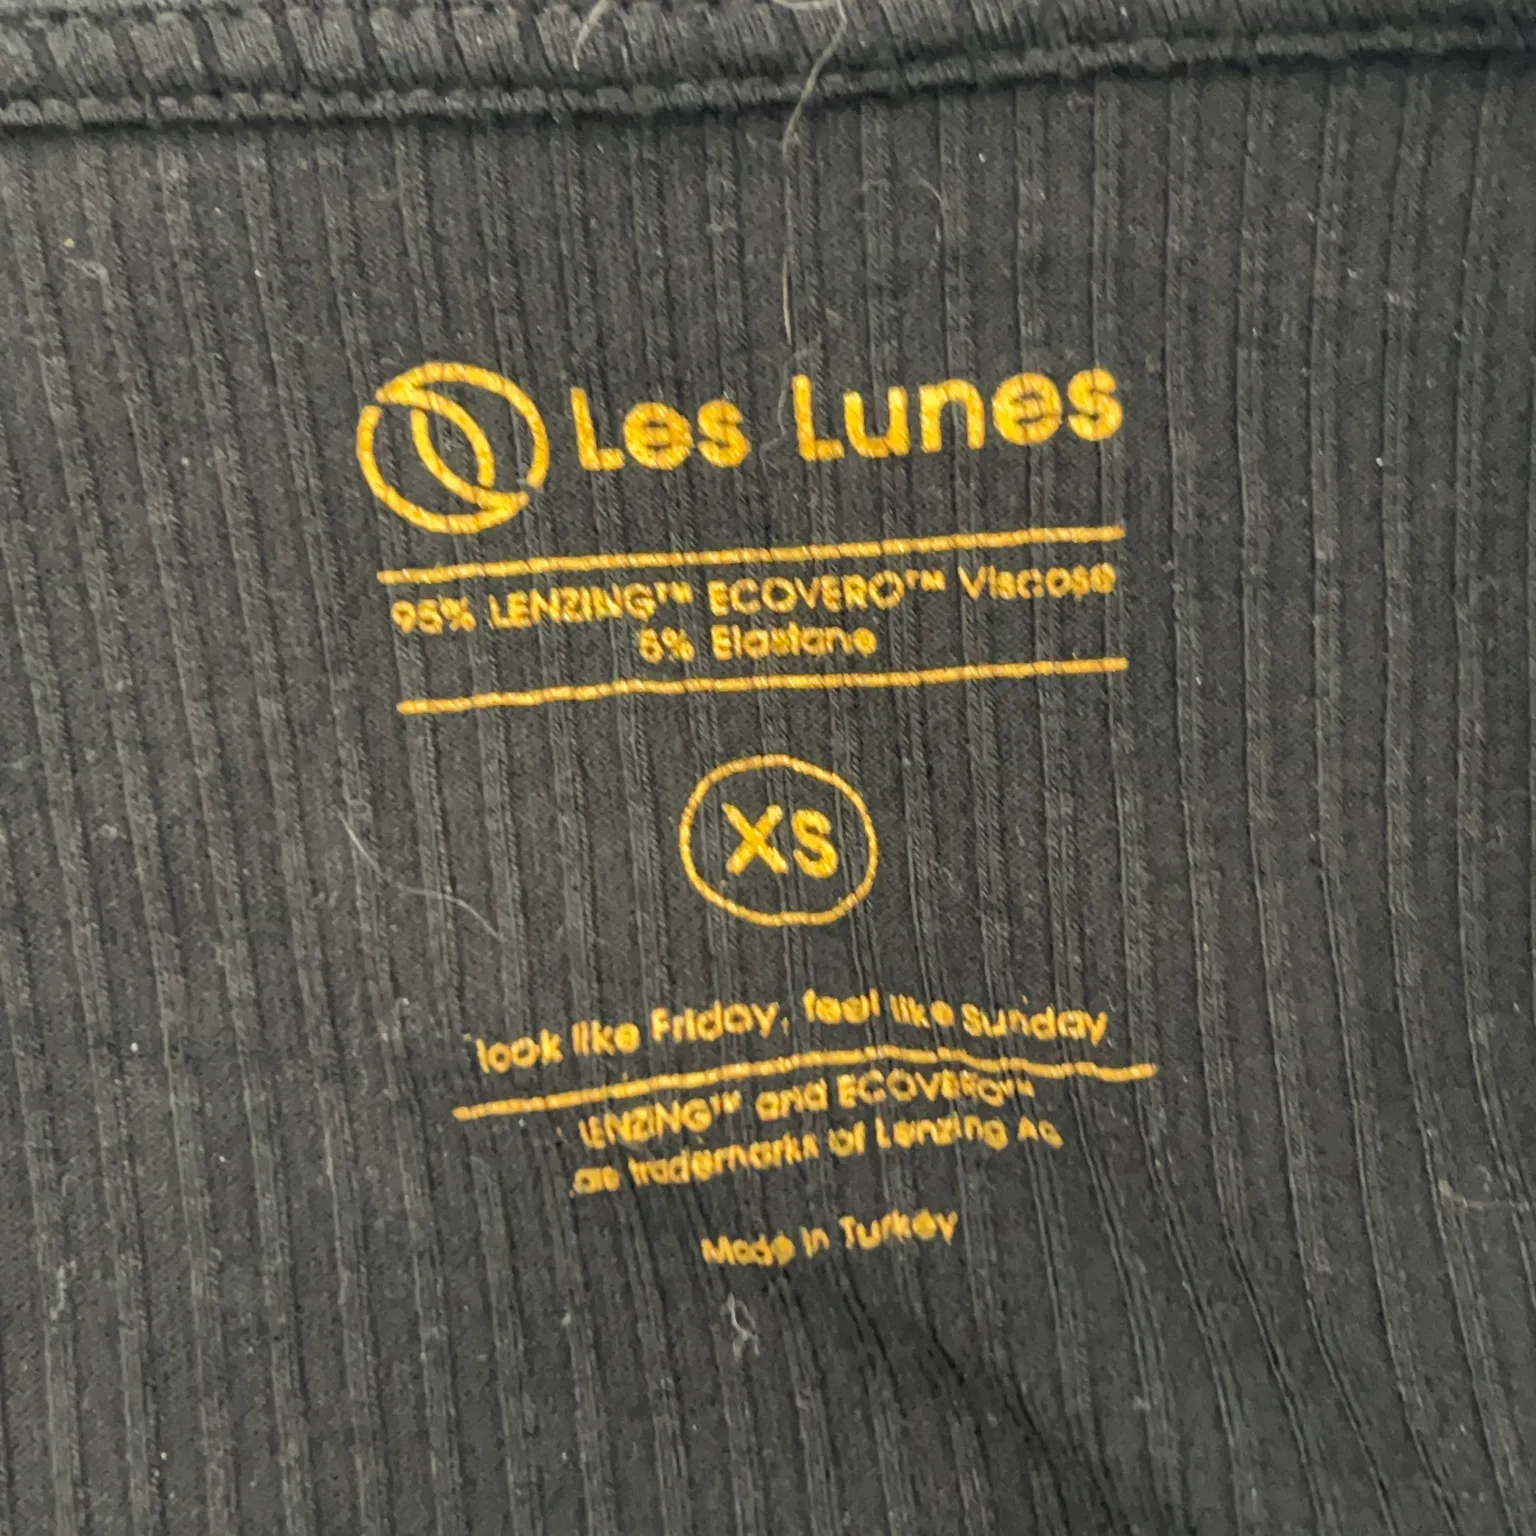 Les Lunes
95% LENZING™ ECOVERO™ Viscose
5% Elastane
XS
look like Friday, feel like Sunday
LENZING™ and ECOVERO™
are trademarks of Lenzing AG
Made in Turkey